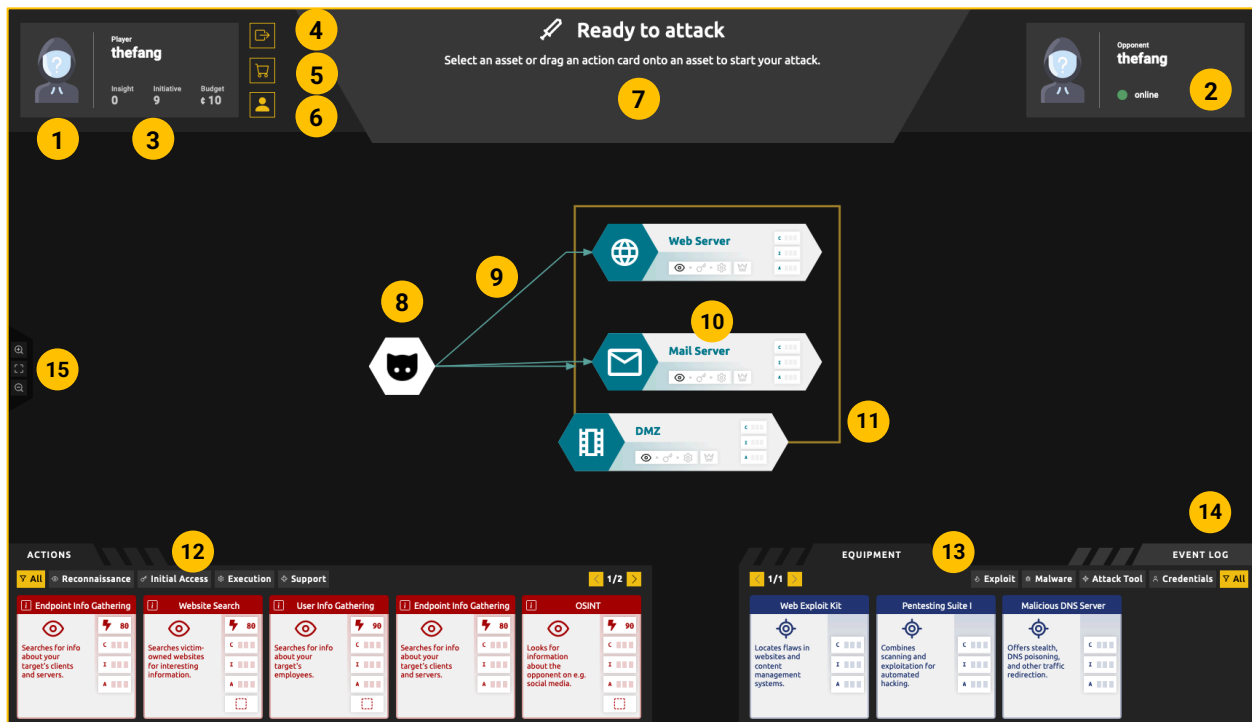 Player
thefang
Insight Initiative Budget
0 9 ¢ 10
1
3
4
5
6
Ready to attack
Select an asset or drag an action card onto an asset to start your attack.
7
Opponent
thefang
online
2
8
9
Web Server
C
I
A
10
Mail Server
C
I
A
DMZ
C
I
A
11
15
14
ACTIONS
12
All Reconnaissance Initial Access Execution Support
1/2
Endpoint Info Gathering
80
Searches for info
about your
target's clients
and servers.
C
I
A
Website Search
80
Searches victim-
owned websites
for interesting
information.
C
I
A
User Info Gathering
90
Searches for info
about your
target's
employees.
C
I
A
Endpoint Info Gathering
80
Searches for info
about your
target's clients
and servers.
C
I
A
OSINT
90
Looks for
information
about the
opponent on e.g.
social media.
C
I
A
EQUIPMENT
13
EVENT LOG
1/1
Exploit Malware Attack Tool Credentials All
Web Exploit Kit
Locates flaws in
websites and
content
management
systems.
C
I
A
Pentesting Suite I
Combines
scanning and
exploitation for
automated
hacking.
C
I
A
Malicious DNS Server
Offers stealth,
DNS poisoning,
and other traffic
redirection.
C
I
A